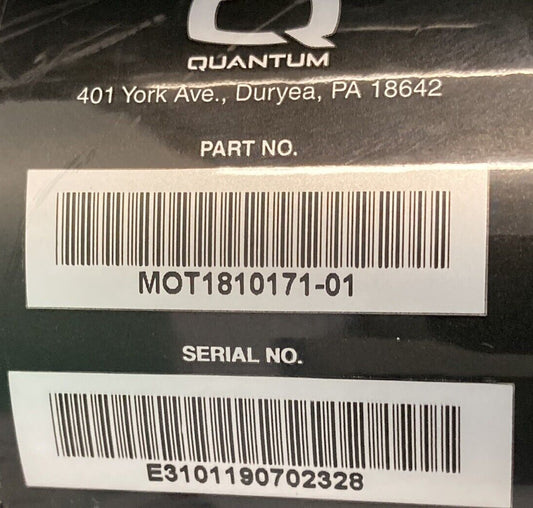 QUANTUM
401 York Ave., Duryea, PA 18642
PART NO.
MOT1810171-01
SERIAL NO.
E3101190702328